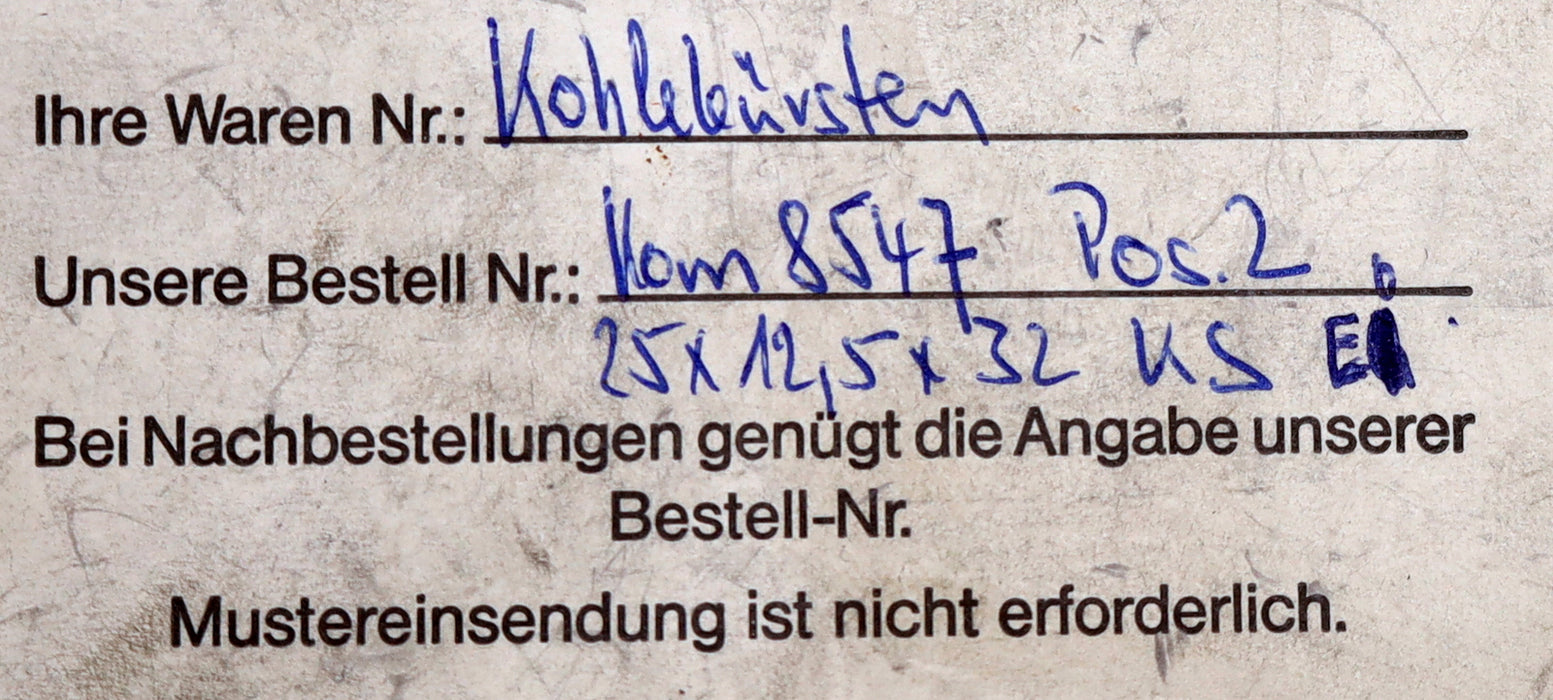 Ihre Waren Nr.: Kohlebürsten
Unsere Bestell Nr.: Kom 8547 Pos. 2
25x12,5x32 KS
Bei Nachbestellungen genügt die Angabe unserer
Bestell-Nr.
Mustereinsendung ist nicht erforderlich.